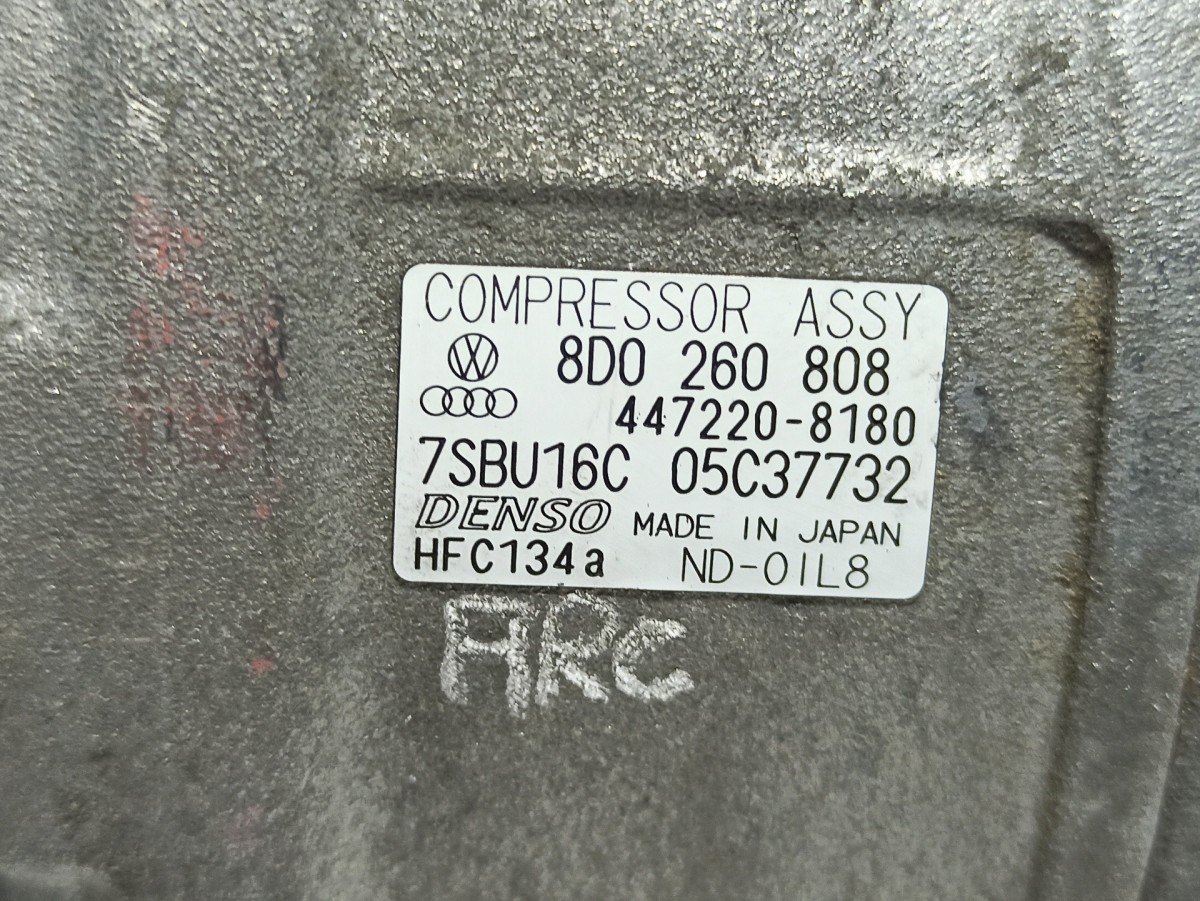 COMPRESSOR ASSY
8D0 260 808
447220-8180
7SBU16C 05C37732
DENSO MADE IN JAPAN
HFC134a ND-OIL8
ARC